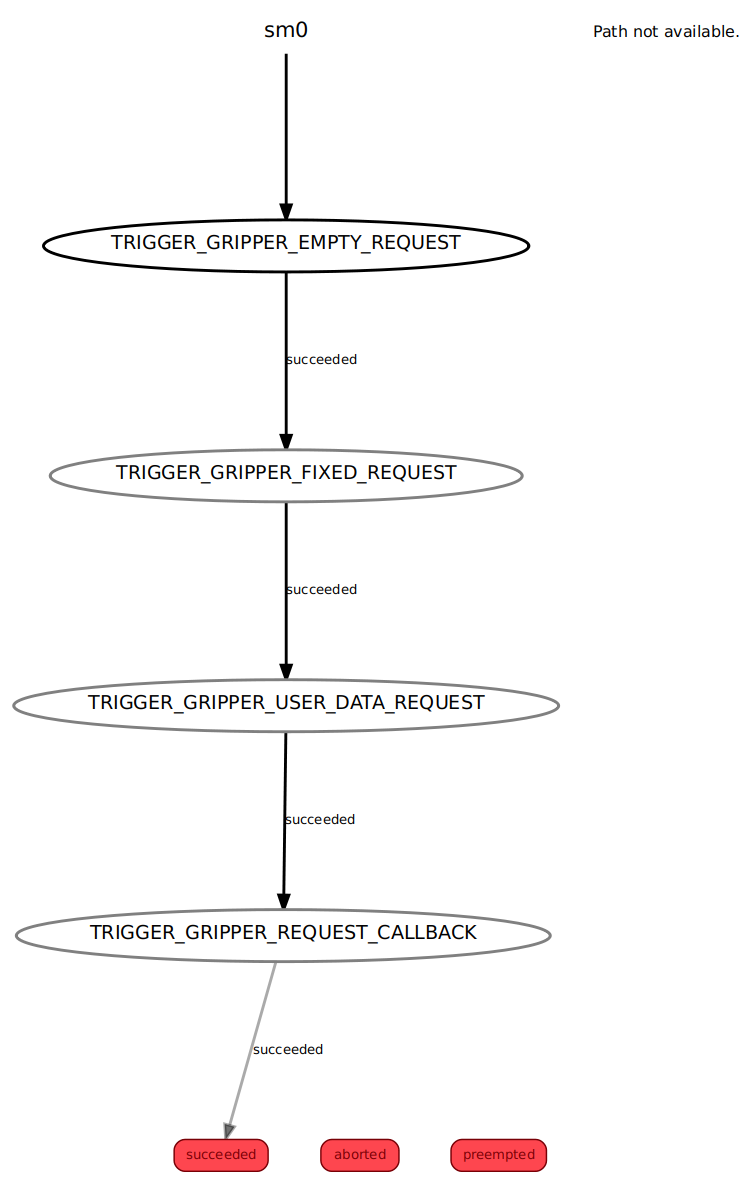 sm0
Path not available.
TRIGGER_GRIPPER_EMPTY_REQUEST
succeeded
TRIGGER_GRIPPER_FIXED_REQUEST
succeeded
TRIGGER_GRIPPER_USER_DATA_REQUEST
succeeded
TRIGGER_GRIPPER_REQUEST_CALLBACK
succeeded
succeeded
aborted
preempted